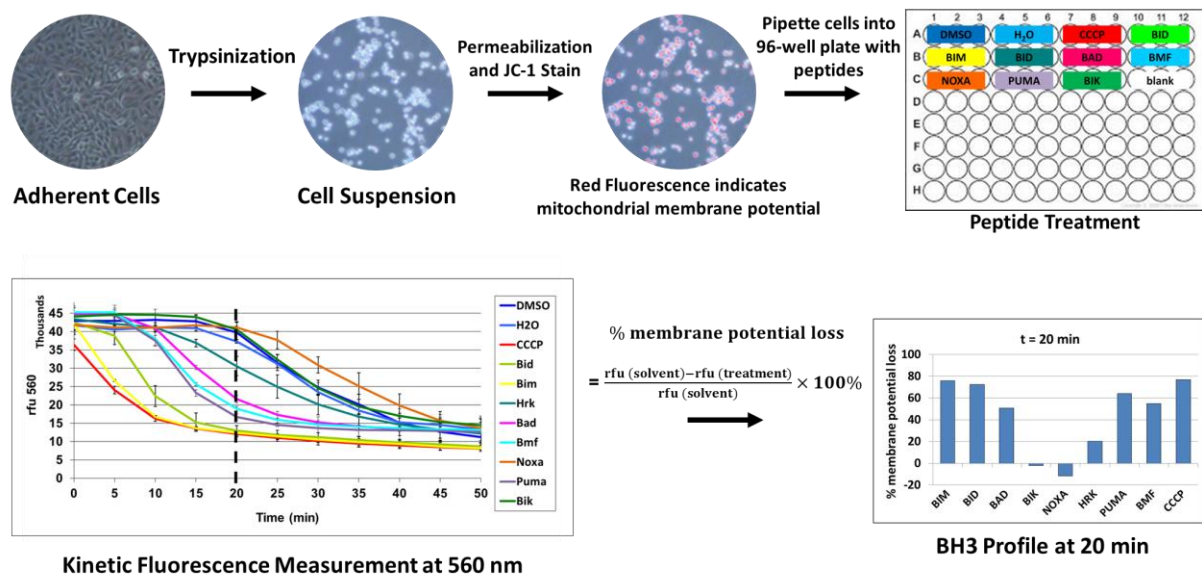 Trypsinization
Permeabilization
and JC-1 Stain
Pipette cells into
96-well plate with
peptides
Adherent Cells
Cell Suspension
Red Fluorescence indicates
mitochondrial membrane potential
1 2 3 4 5 6 7 8 9 10 11 12
A DMSO H₂O CCCP BID
B BIM BID BAD BMF
C NOXA PUMA BIK blank
D
E
F
G
H
Peptide Treatment
Thousands
rfu 560
45
40
35
30
25
20
15
10
5
0
0 5 10 15 20 25 30 35 40 45 50
Time (min)
DMSO
H2O
CCCP
Bid
Bim
Hrk
Bad
Bmf
Noxa
Puma
Bik
Kinetic Fluorescence Measurement at 560 nm
% membrane potential loss
= rfu (solvent)−rfu (treatment)
rfu (solvent)
× 100%
t = 20 min
% membrane potential loss
100
80
60
40
20
0
-20
BIM BID BAD BIK NOXA HRK PUMA BMF CCCP
BH3 Profile at 20 min